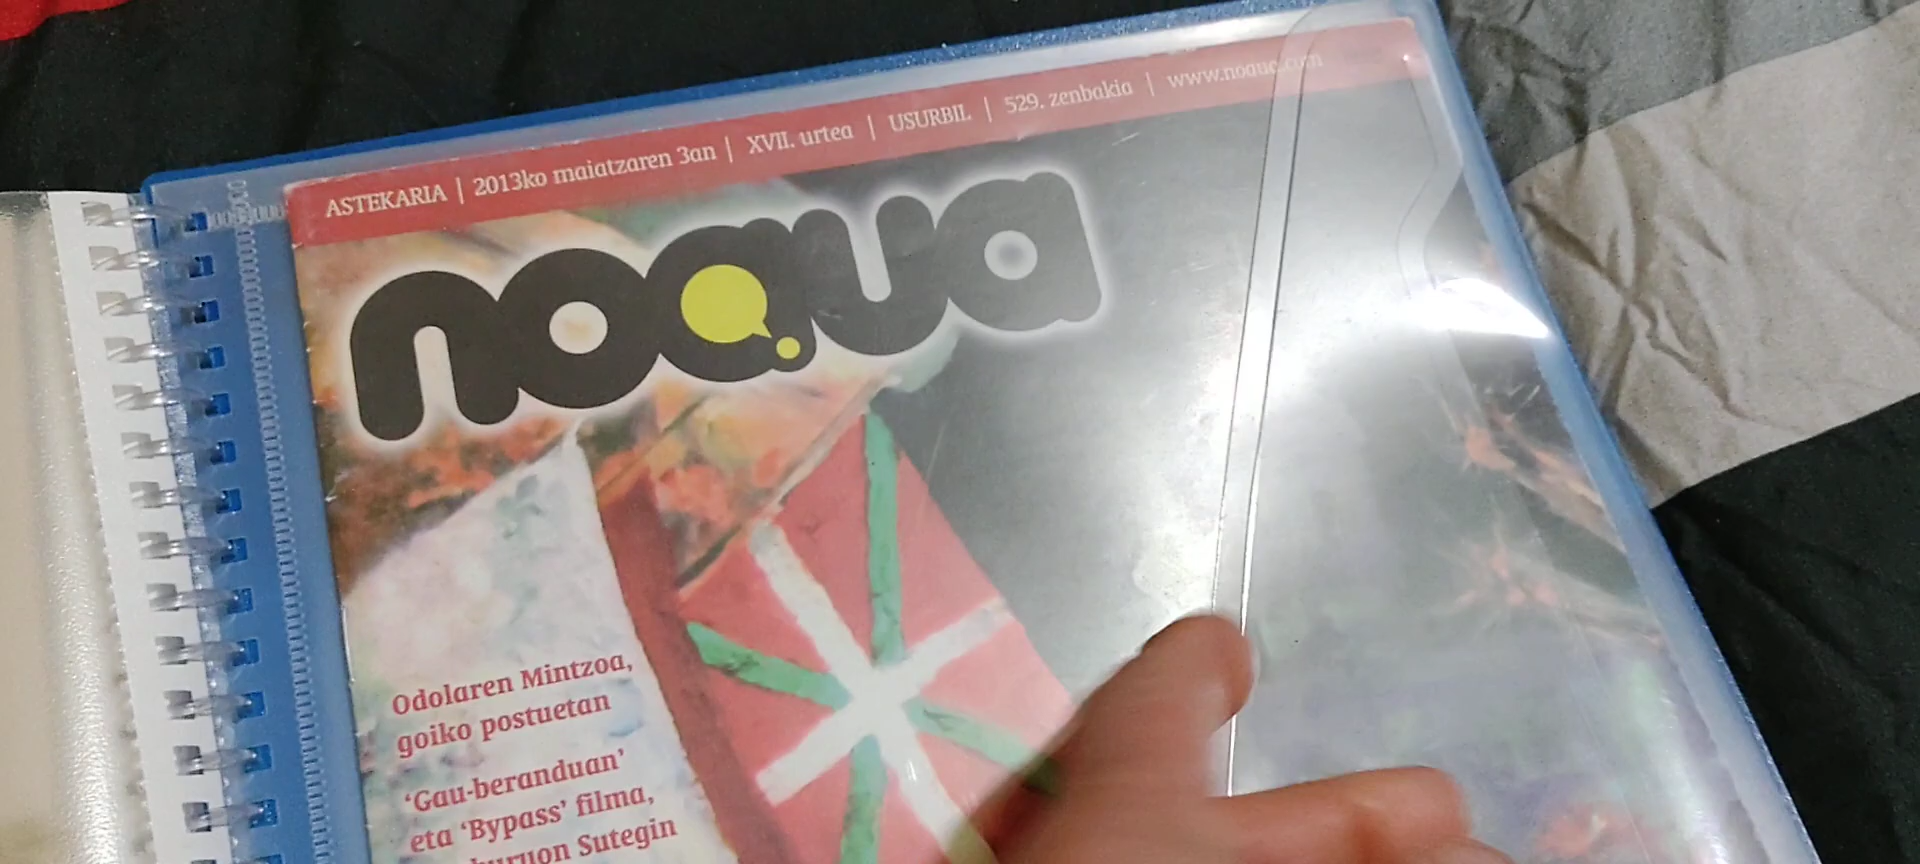 ASTEKARIA | 2013ko maiatzaren 3an | XVII. urtea | USURBIL | 529. zenbakia | www.noaua.com
noaua
Odolaren Mintzoa,
goiko postuetan
‘Gau-beranduan’
eta ‘Bypass’ filma,
Sutegin